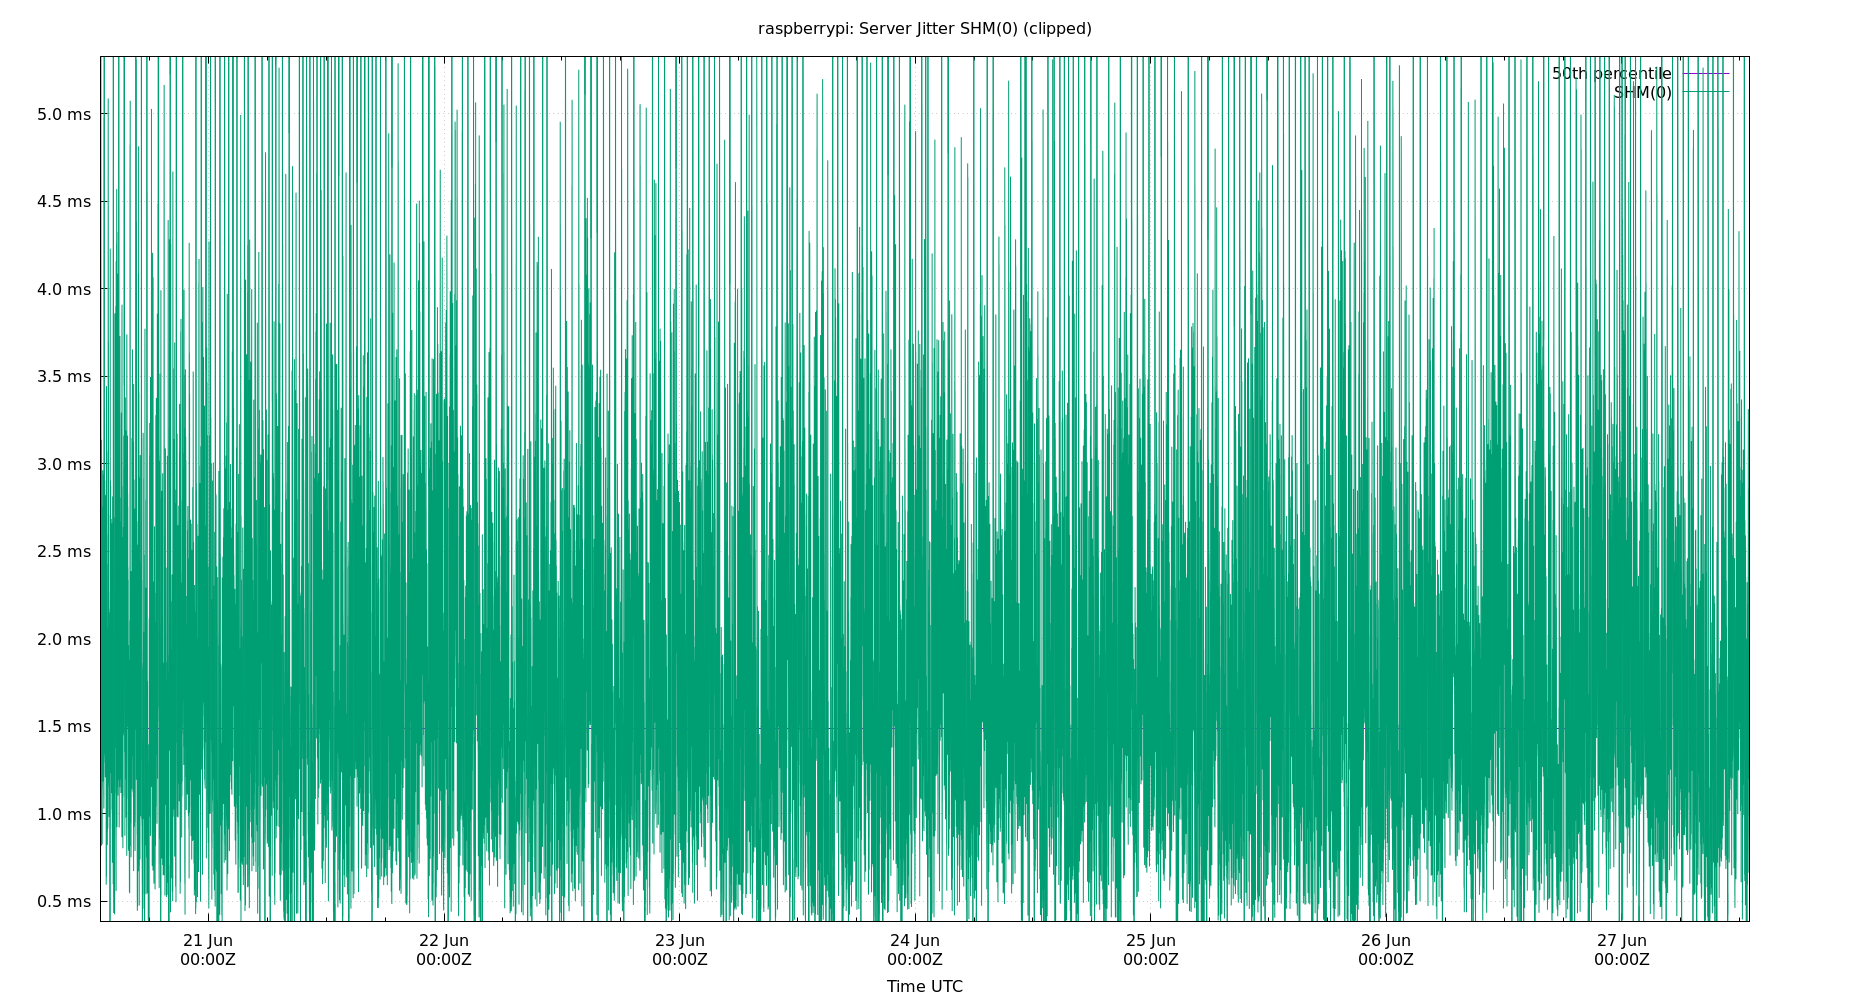 raspberrypi: Server Jitter SHM(0) (clipped)
50th percentile
SHM(0)
5.0 ms
4.5 ms
4.0 ms
3.5 ms
3.0 ms
2.5 ms
2.0 ms
1.5 ms
1.0 ms
0.5 ms
21 Jun 22 Jun 23 Jun 24 Jun 25 Jun 26 Jun 27 Jun
00:00Z 00:00Z 00:00Z 00:00Z 00:00Z 00:00Z 00:00Z
Time UTC